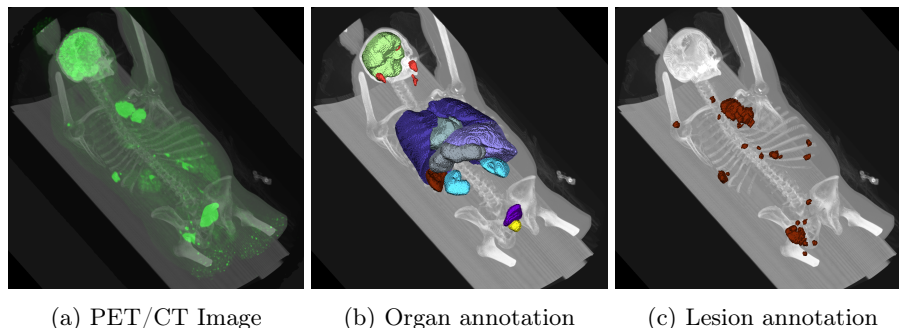 (a) PET/CT Image
(b) Organ annotation
(c) Lesion annotation